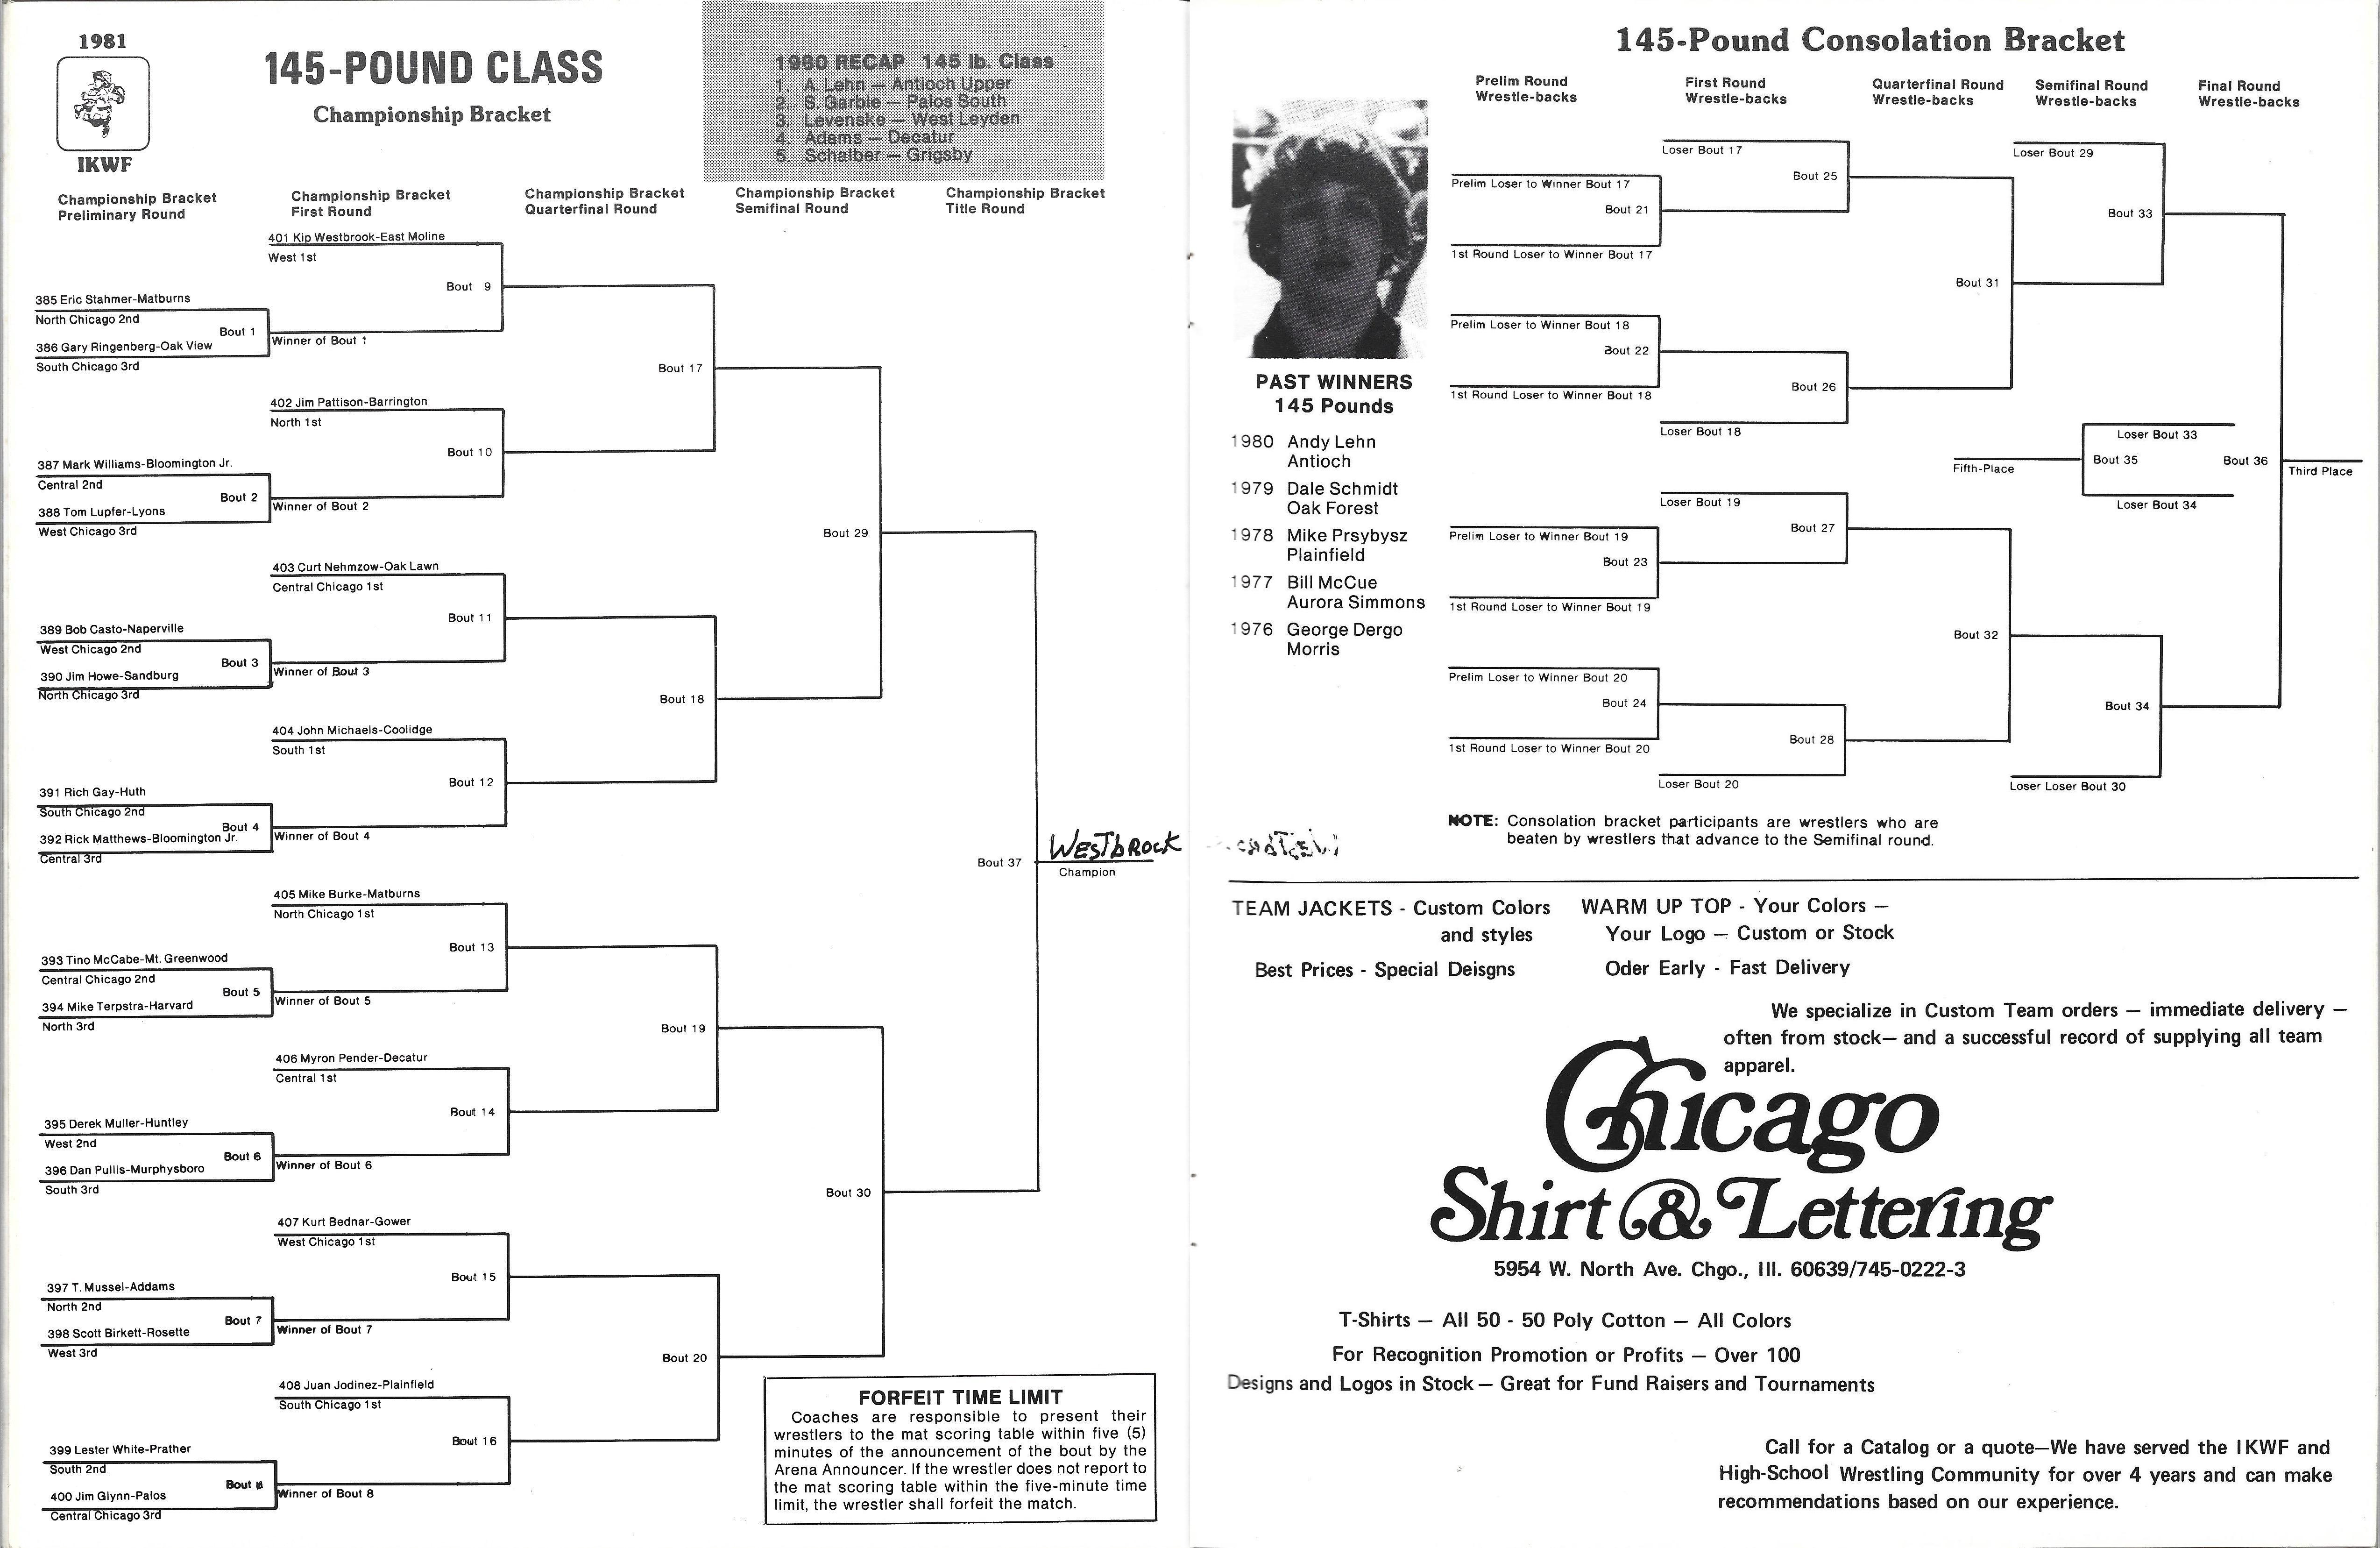 1981
IKWF
145-POUND CLASS
Championship Bracket
1980 RECAP 145 lb. Class
1. A. Lehn — Antioch Upper
2. S. Garbie — Palos South
3. Levenske — West Leyden
4. Adams — Decatur
5. Schalber — Grigsby
Championship Bracket
Preliminary Round
Championship Bracket
First Round
Championship Bracket
Quarterfinal Round
Championship Bracket
Semifinal Round
Championship Bracket
Title Round
401 Kip Westbrook-East Moline
West 1st
Bout 9
385 Eric Stahmer-Matburns
North Chicago 2nd
Bout 1
386 Gary Ringenberg-Oak View
South Chicago 3rd
Winner of Bout 1
Bout 17
402 Jim Pattison-Barrington
North 1st
Bout 10
387 Mark Williams-Bloomington Jr.
Central 2nd
Bout 2
388 Tom Lupfer-Lyons
West Chicago 3rd
Winner of Bout 2
Bout 29
403 Curt Nehmzow-Oak Lawn
Central Chicago 1st
Bout 11
389 Bob Casto-Naperville
West Chicago 2nd
Bout 3
390 Jim Howe-Sandburg
North Chicago 3rd
Winner of Bout 3
Bout 18
404 John Michaels-Coolidge
South 1st
Bout 12
391 Rich Gay-Huth
South Chicago 2nd
Bout 4
392 Rick Matthews-Bloomington Jr.
Central 3rd
Winner of Bout 4
Bout 37
WESTbROCK
Champion
405 Mike Burke-Matburns
North Chicago 1st
Bout 13
393 Tino McCabe-Mt. Greenwood
Central Chicago 2nd
Bout 5
394 Mike Terpstra-Harvard
North 3rd
Winner of Bout 5
Bout 19
406 Myron Pender-Decatur
Central 1st
Bout 14
395 Derek Muller-Huntley
West 2nd
Bout 6
396 Dan Pullis-Murphysboro
South 3rd
Winner of Bout 6
Bout 30
407 Kurt Bednar-Gower
West Chicago 1st
Bout 15
397 T. Mussel-Addams
North 2nd
Bout 7
398 Scott Birkett-Rosette
West 3rd
Winner of Bout 7
Bout 20
408 Juan Jodinez-Plainfield
South Chicago 1st
Bout 16
399 Lester White-Prather
South 2nd
Bout 8
400 Jim Glynn-Palos
Central Chicago 3rd
Winner of Bout 8
FORFEIT TIME LIMIT
Coaches are responsible to present their
wrestlers to the mat scoring table within five (5)
minutes of the announcement of the bout by the
Arena Announcer. If the wrestler does not report to
the mat scoring table within the five-minute time
limit, the wrestler shall forfeit the match.
145-Pound Consolation Bracket
Prelim Round
Wrestle-backs
First Round
Wrestle-backs
Quarterfinal Round
Wrestle-backs
Semifinal Round
Wrestle-backs
Final Round
Wrestle-backs
Loser Bout 17
Bout 25
Prelim Loser to Winner Bout 17
Bout 21
1st Round Loser to Winner Bout 17
Loser Bout 29
Bout 33
Bout 31
Prelim Loser to Winner Bout 18
Bout 22
1st Round Loser to Winner Bout 18
Bout 26
Loser Bout 18
Loser Bout 33
Fifth-Place
Bout 35
Bout 36
Third Place
Loser Bout 34
Loser Bout 19
Bout 27
Prelim Loser to Winner Bout 19
Bout 23
1st Round Loser to Winner Bout 19
Bout 32
Prelim Loser to Winner Bout 20
Bout 24
1st Round Loser to Winner Bout 20
Bout 28
Loser Bout 20
Bout 34
Loser Loser Bout 30
PAST WINNERS
145 Pounds
1980 Andy Lehn
Antioch
1979 Dale Schmidt
Oak Forest
1978 Mike Prsybysz
Plainfield
1977 Bill McCue
Aurora Simmons
1976 George Dergo
Morris
NOTE: Consolation bracket participants are wrestlers who are
beaten by wrestlers that advance to the Semifinal round.
TEAM JACKETS - Custom Colors
and styles
Best Prices - Special Deisgns
WARM UP TOP - Your Colors —
Your Logo — Custom or Stock
Oder Early - Fast Delivery
We specialize in Custom Team orders — immediate delivery —
often from stock— and a successful record of supplying all team
apparel.
Chicago
Shirt & Lettering
5954 W. North Ave. Chgo., Ill. 60639/745-0222-3
T-Shirts — All 50 - 50 Poly Cotton — All Colors
For Recognition Promotion or Profits — Over 100
Designs and Logos in Stock — Great for Fund Raisers and Tournaments
Call for a Catalog or a quote—We have served the IKWF and
High-School Wrestling Community for over 4 years and can make
recommendations based on our experience.